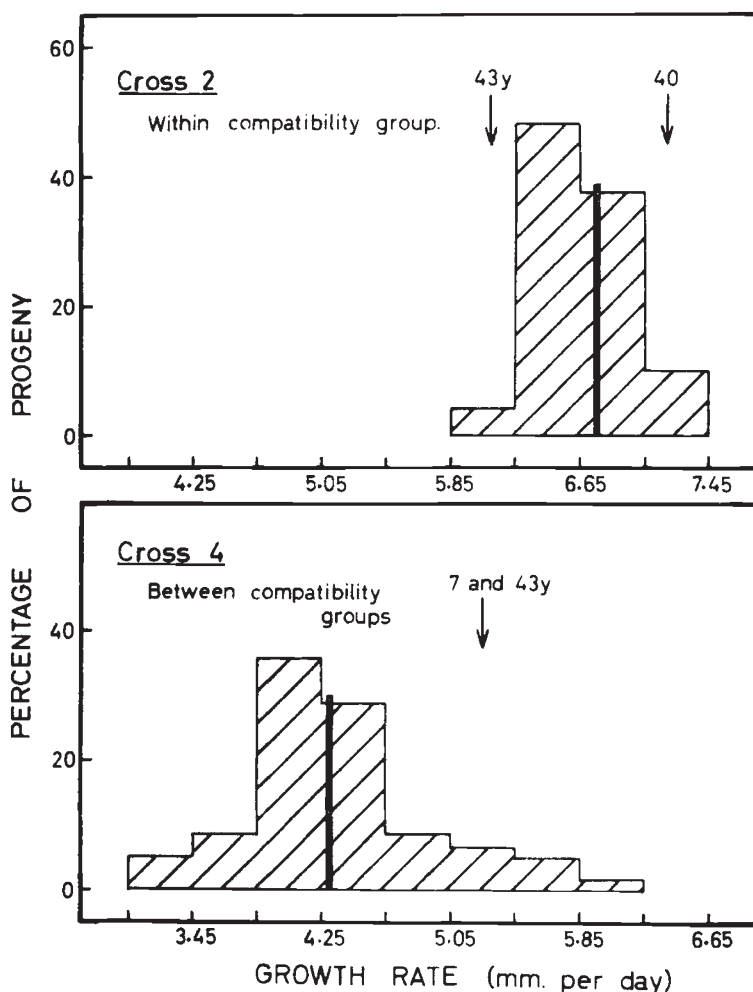 60
Cross 2
43y
40
Within compatibility group.
40
20
0
4·25
5·05
5·85
6·65
7·45
PERCENTAGE OF PROGENY
Cross 4
Between compatibility
groups
7 and 43y
40
20
0
3·45
4·25
5·05
5·85
6·65
GROWTH RATE (mm. per day)